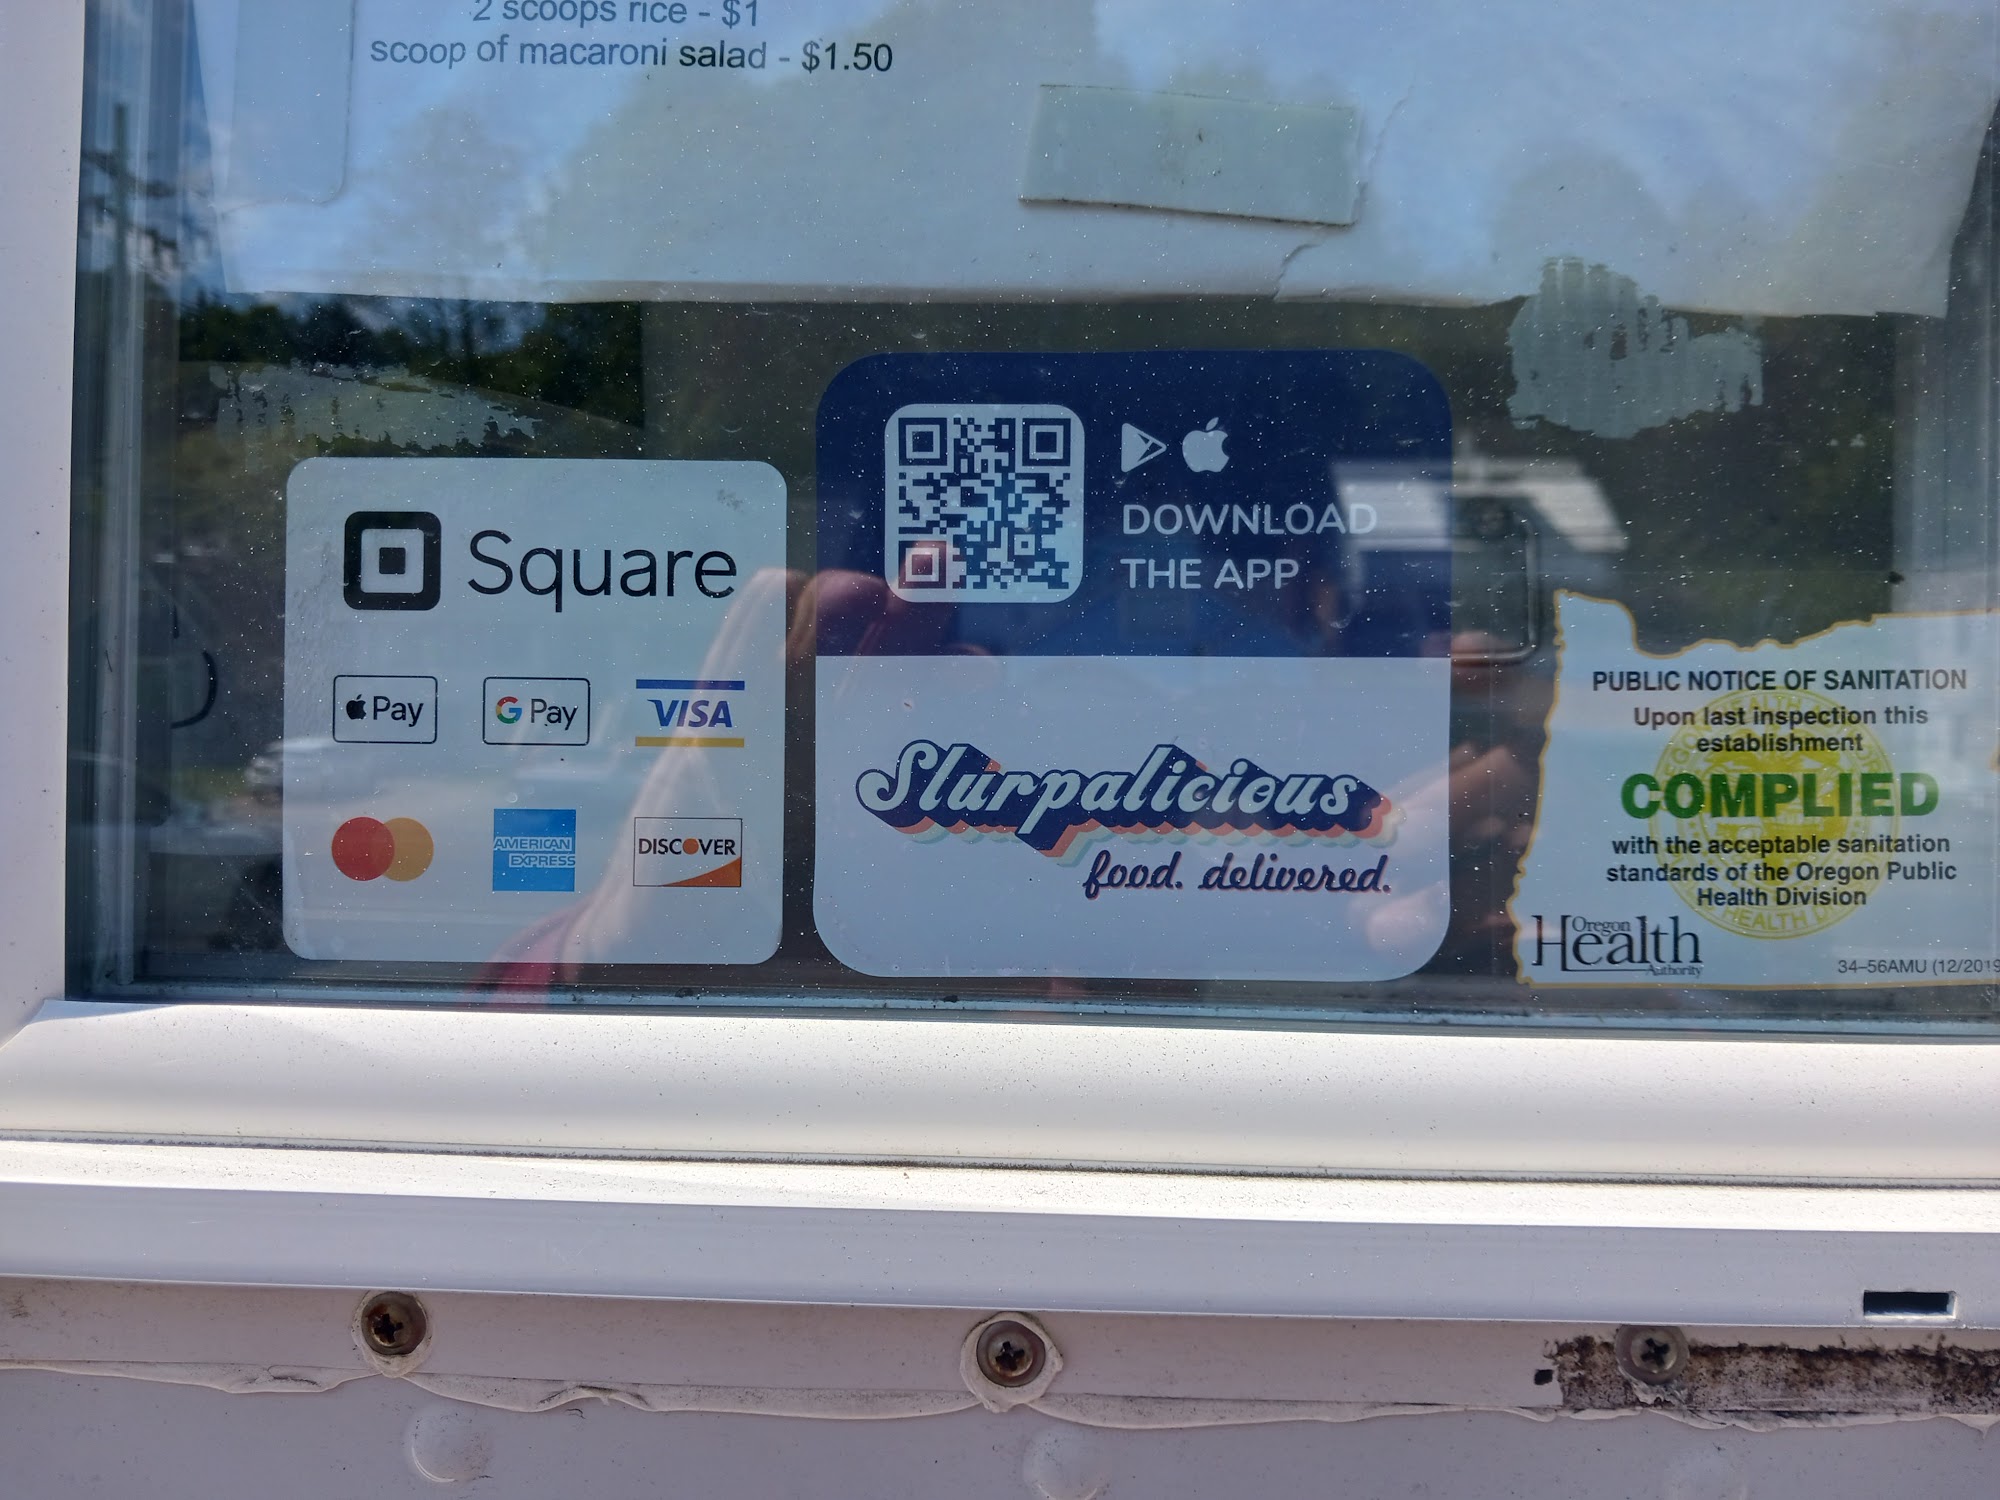 2 scoops rice - $1
scoop of macaroni salad - $1.50
Square
Pay
G Pay
VISA
AMERICAN
EXPRESS
DISCOVER
DOWNLOAD
THE APP
Slurpalicious
food. delivered.
PUBLIC NOTICE OF SANITATION
Upon last inspection this
establishment
COMPLIED
with the acceptable sanitation
standards of the Oregon Public
Health Division
Oregon
Health
Authority
34–56AMU (12/2019